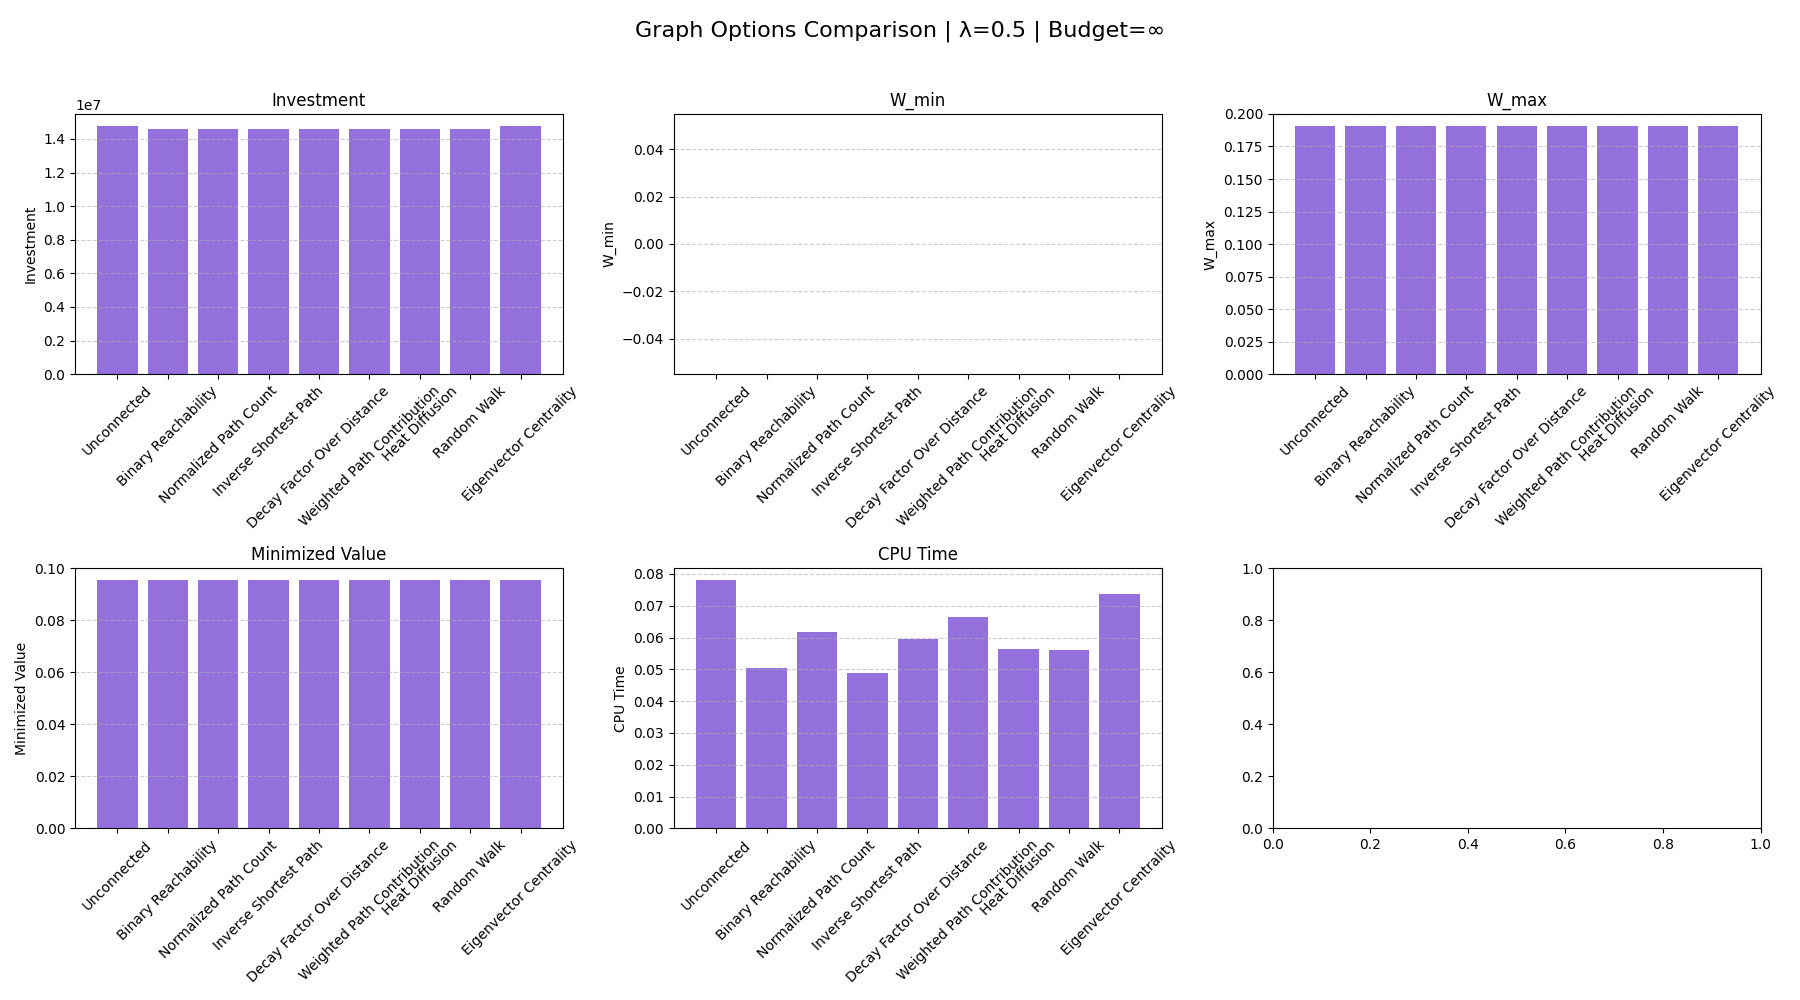 Graph Options Comparison | λ=0.5 | Budget=∞
Investment
1e7
Investment
1.4
1.2
1.0
0.8
0.6
0.4
0.2
0.0
Unconnected
Binary Reachability
Normalized Path Count
Inverse Shortest Path
Decay Factor Over Distance
Weighted Path Contribution
Heat Diffusion
Random Walk
Eigenvector Centrality
W_min
W_min
0.04
0.02
0.00
−0.02
−0.04
Unconnected
Binary Reachability
Normalized Path Count
Inverse Shortest Path
Decay Factor Over Distance
Weighted Path Contribution
Heat Diffusion
Random Walk
Eigenvector Centrality
W_max
W_max
0.200
0.175
0.150
0.125
0.100
0.075
0.050
0.025
0.000
Unconnected
Binary Reachability
Normalized Path Count
Inverse Shortest Path
Decay Factor Over Distance
Weighted Path Contribution
Heat Diffusion
Random Walk
Eigenvector Centrality
Minimized Value
Minimized Value
0.10
0.08
0.06
0.04
0.02
0.00
Unconnected
Binary Reachability
Normalized Path Count
Inverse Shortest Path
Decay Factor Over Distance
Weighted Path Contribution
Heat Diffusion
Random Walk
Eigenvector Centrality
CPU Time
CPU Time
0.08
0.07
0.06
0.05
0.04
0.03
0.02
0.01
0.00
Unconnected
Binary Reachability
Normalized Path Count
Inverse Shortest Path
Decay Factor Over Distance
Weighted Path Contribution
Heat Diffusion
Random Walk
Eigenvector Centrality
1.0
0.8
0.6
0.4
0.2
0.0
0.0 0.2 0.4 0.6 0.8 1.0